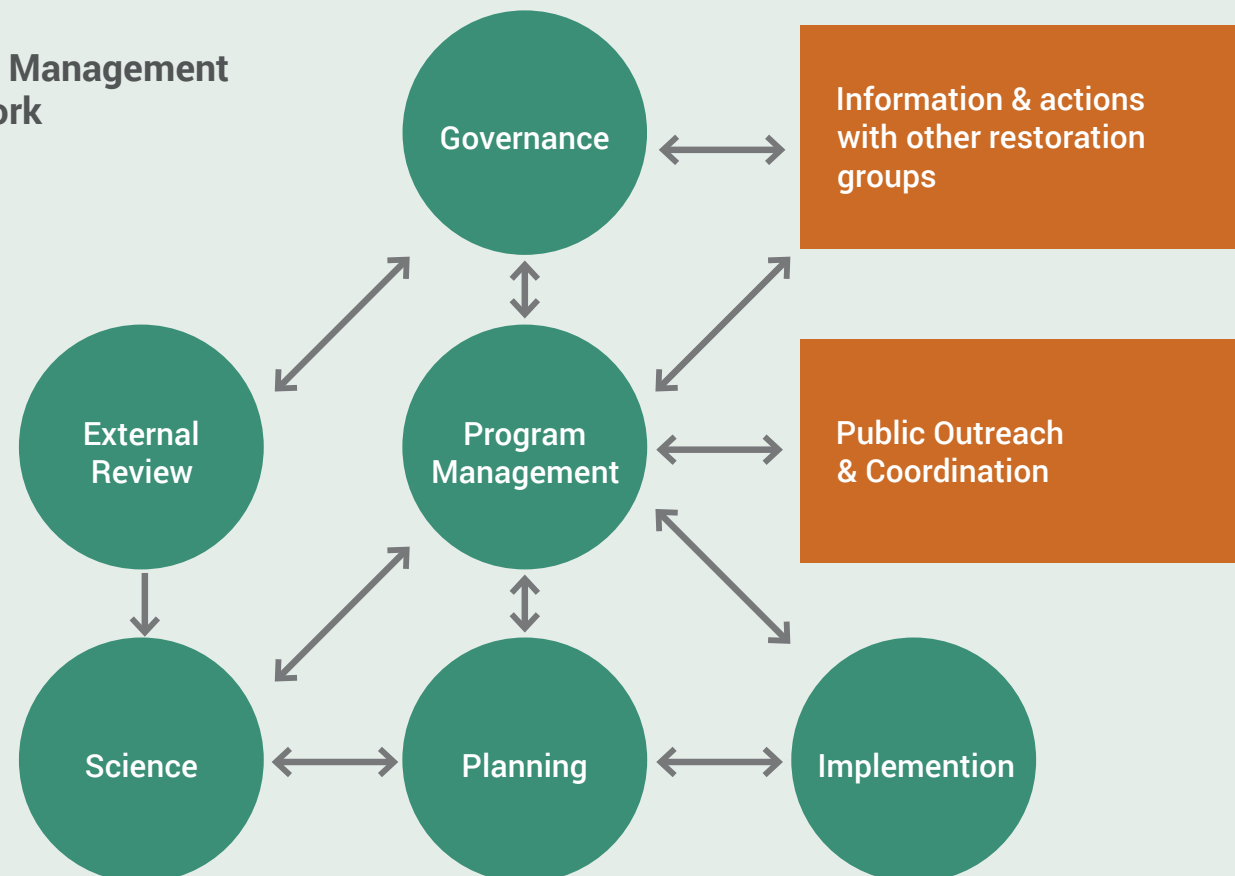 Management
ork
Governance
Information & actions
with other restoration
groups
External
Review
Program
Management
Public Outreach
& Coordination
Science
Planning
Implemention